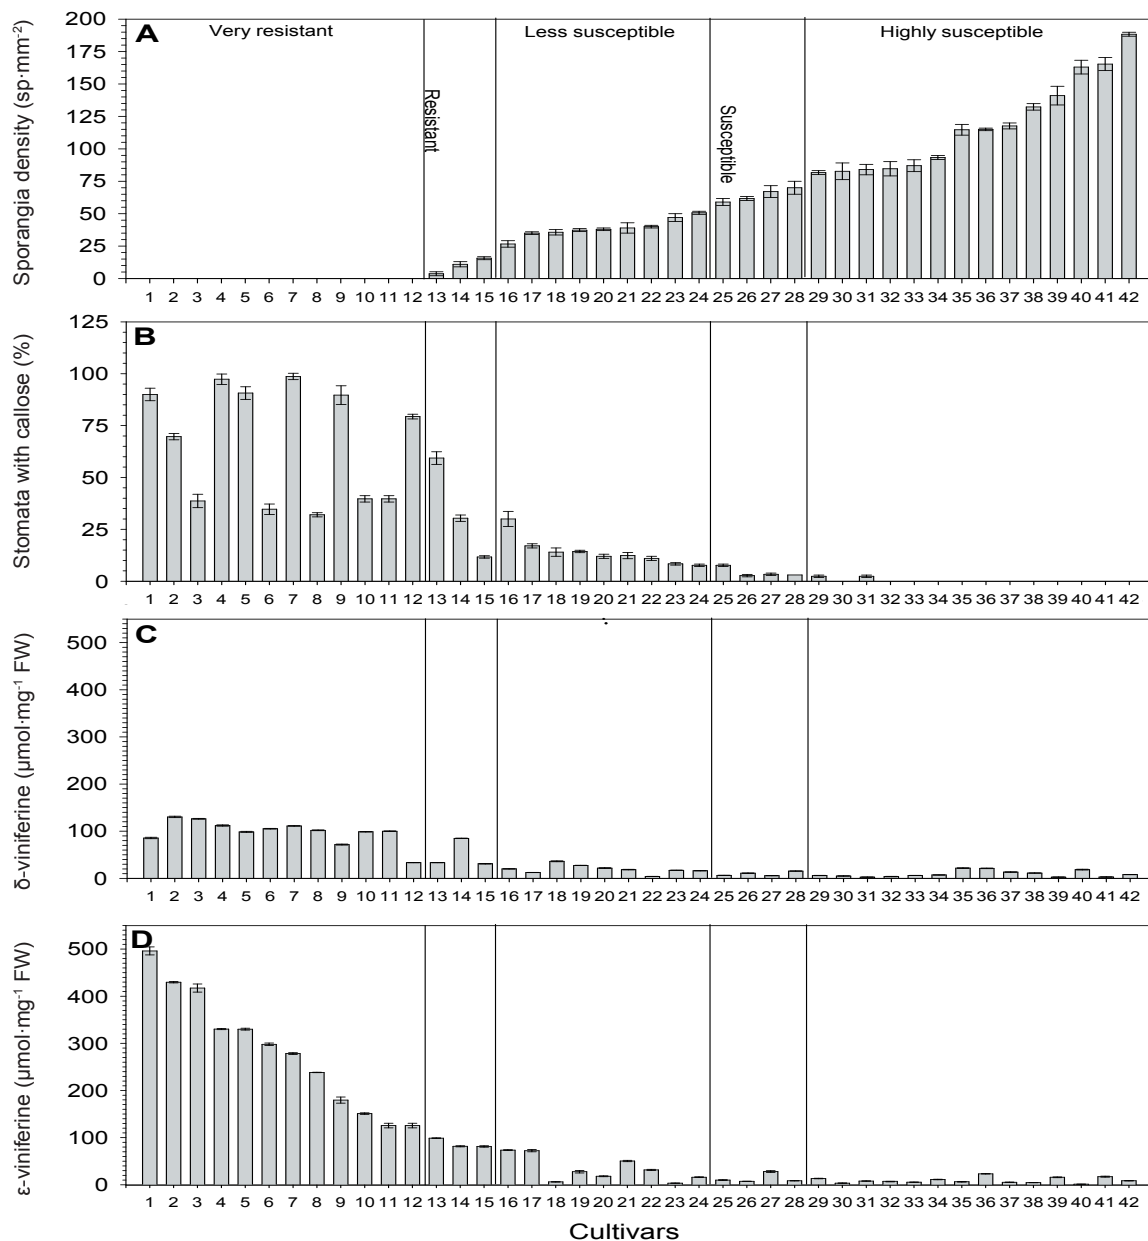 A
Very resistant
Resistant
Less susceptible
Susceptible
Highly susceptible
Sporangia density (sp·mm⁻²)
200
175
150
125
100
75
50
25
0
1 2 3 4 5 6 7 8 9 10 11 12 13 14 15 16 17 18 19 20 21 22 23 24 25 26 27 28 29 30 31 32 33 34 35 36 37 38 39 40 41 42
B
Stomata with callose (%)
125
100
75
50
25
0
1 2 3 4 5 6 7 8 9 10 11 12 13 14 15 16 17 18 19 20 21 22 23 24 25 26 27 28 29 30 31 32 33 34 35 36 37 38 39 40 41 42
C
δ-viniferine (µmol·mg⁻¹ FW)
500
400
300
200
100
0
1 2 3 4 5 6 7 8 9 10 11 12 13 14 15 16 17 18 19 20 21 22 23 24 25 26 27 28 29 30 31 32 33 34 35 36 37 38 39 40 41 42
D
ε-viniferine (µmol·mg⁻¹ FW)
500
400
300
200
100
0
1 2 3 4 5 6 7 8 9 10 11 12 13 14 15 16 17 18 19 20 21 22 23 24 25 26 27 28 29 30 31 32 33 34 35 36 37 38 39 40 41 42
Cultivars